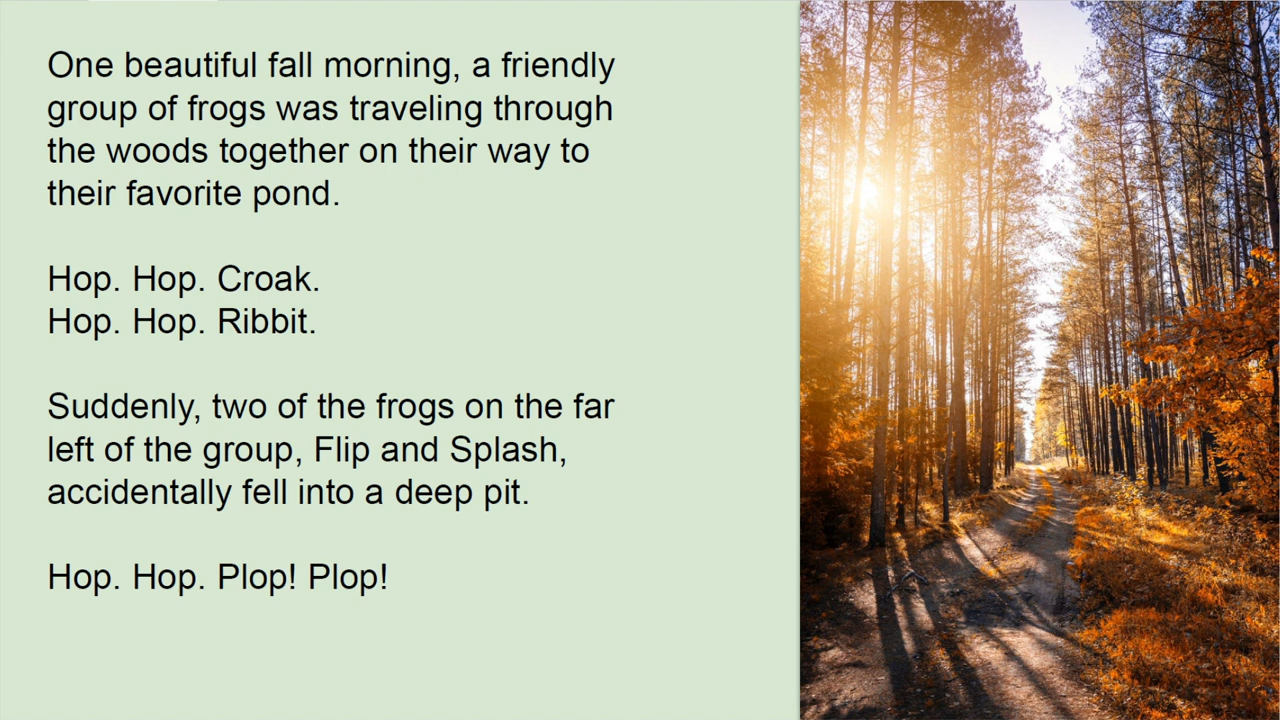 One beautiful fall morning, a friendly
group of frogs was traveling through
the woods together on their way to
their favorite pond.
Hop. Hop. Croak.
Hop. Hop. Ribbit.
Suddenly, two of the frogs on the far
left of the group, Flip and Splash,
accidentally fell into a deep pit.
Hop. Hop. Plop! Plop!